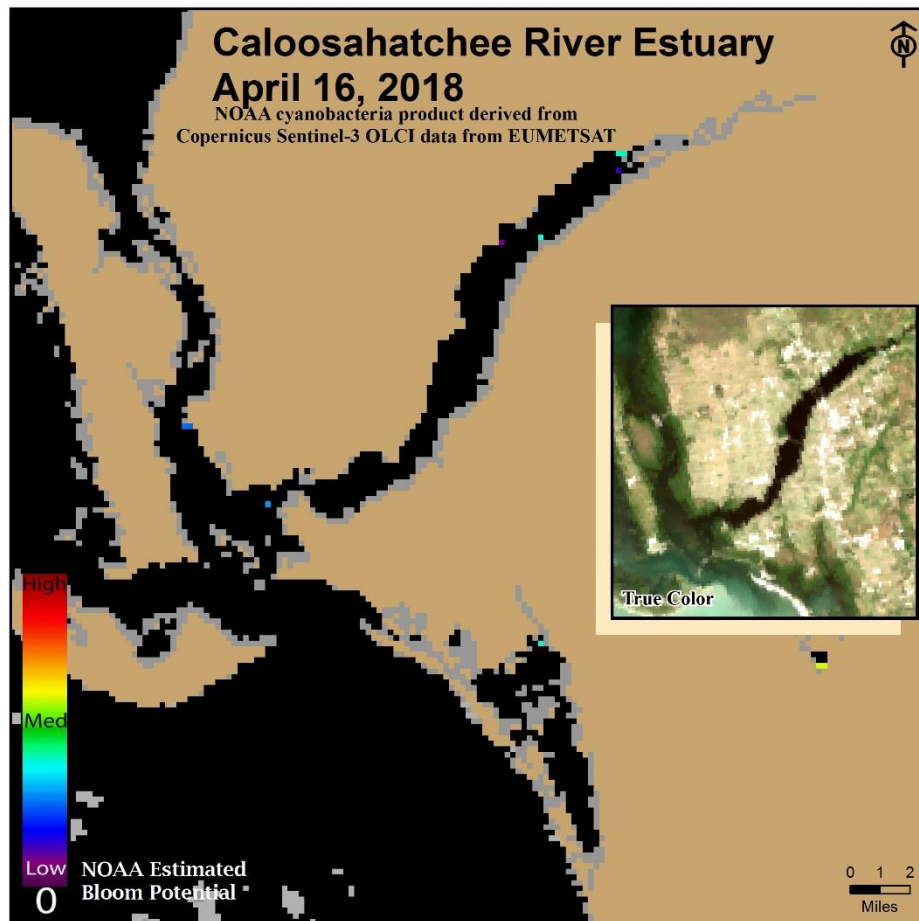 Caloosahatchee River Estuary
April 16, 2018
NOAA cyanobacteria product derived from
Copernicus Sentinel-3 OLCI data from EUMETSAT
N
True Color
High
Med
Low
0
NOAA Estimated
Bloom Potential
0 1 2
Miles